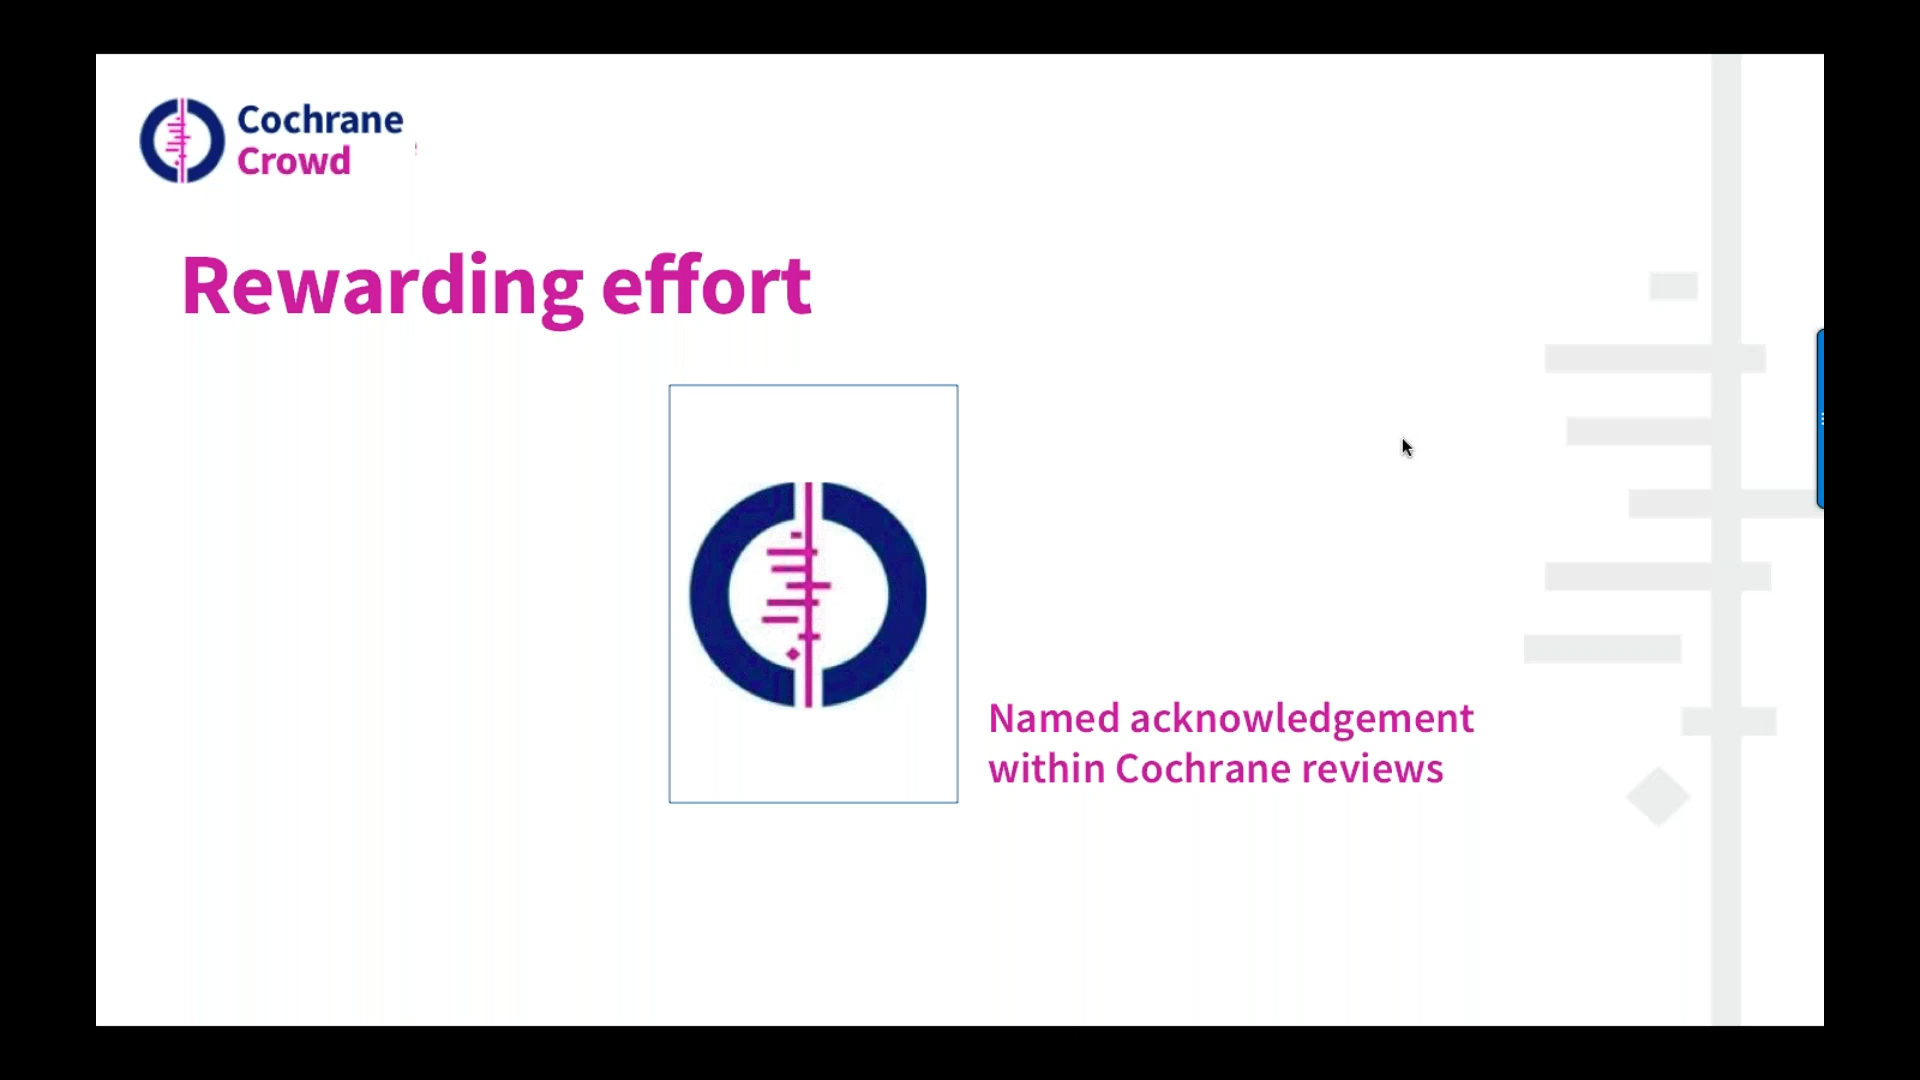 Cochrane
Crowd
Rewarding effort
Named acknowledgement
within Cochrane reviews